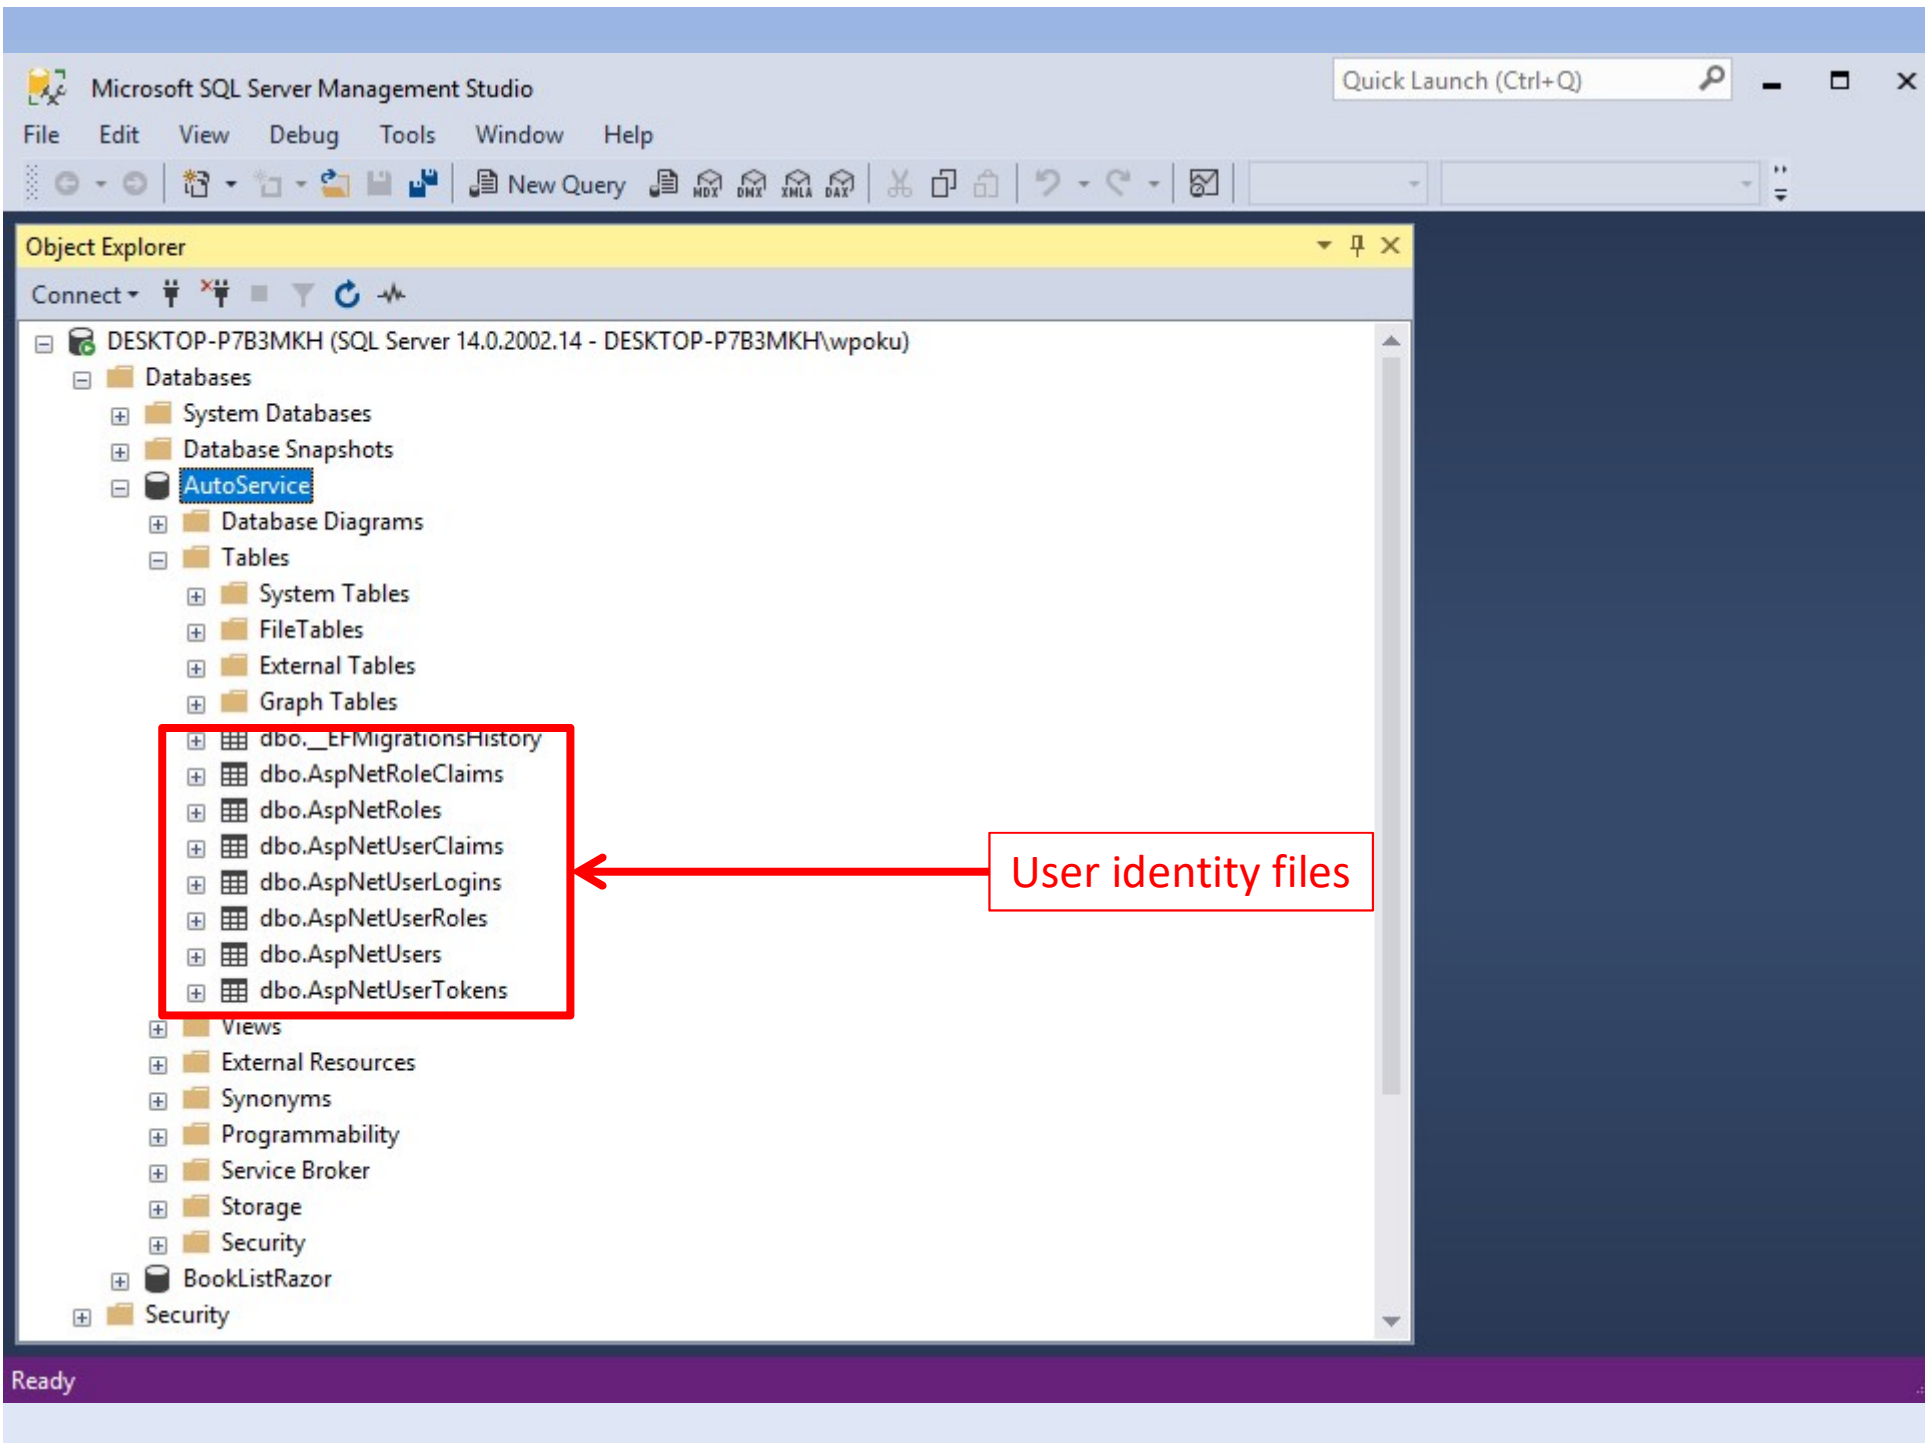 Microsoft SQL Server Management Studio
Quick Launch (Ctrl+Q)
File Edit View Debug Tools Window Help
New Query MDX DMX XMLA DAX
Object Explorer
Connect
DESKTOP-P7B3MKH (SQL Server 14.0.2002.14 - DESKTOP-P7B3MKH\wpoku)
Databases
System Databases
Database Snapshots
AutoService
Database Diagrams
Tables
System Tables
FileTables
External Tables
Graph Tables
dbo.__EFMigrationsHistory
dbo.AspNetRoleClaims
dbo.AspNetRoles
dbo.AspNetUserClaims
dbo.AspNetUserLogins
dbo.AspNetUserRoles
dbo.AspNetUsers
dbo.AspNetUserTokens
User identity files
Views
External Resources
Synonyms
Programmability
Service Broker
Storage
Security
BookListRazor
Security
Ready